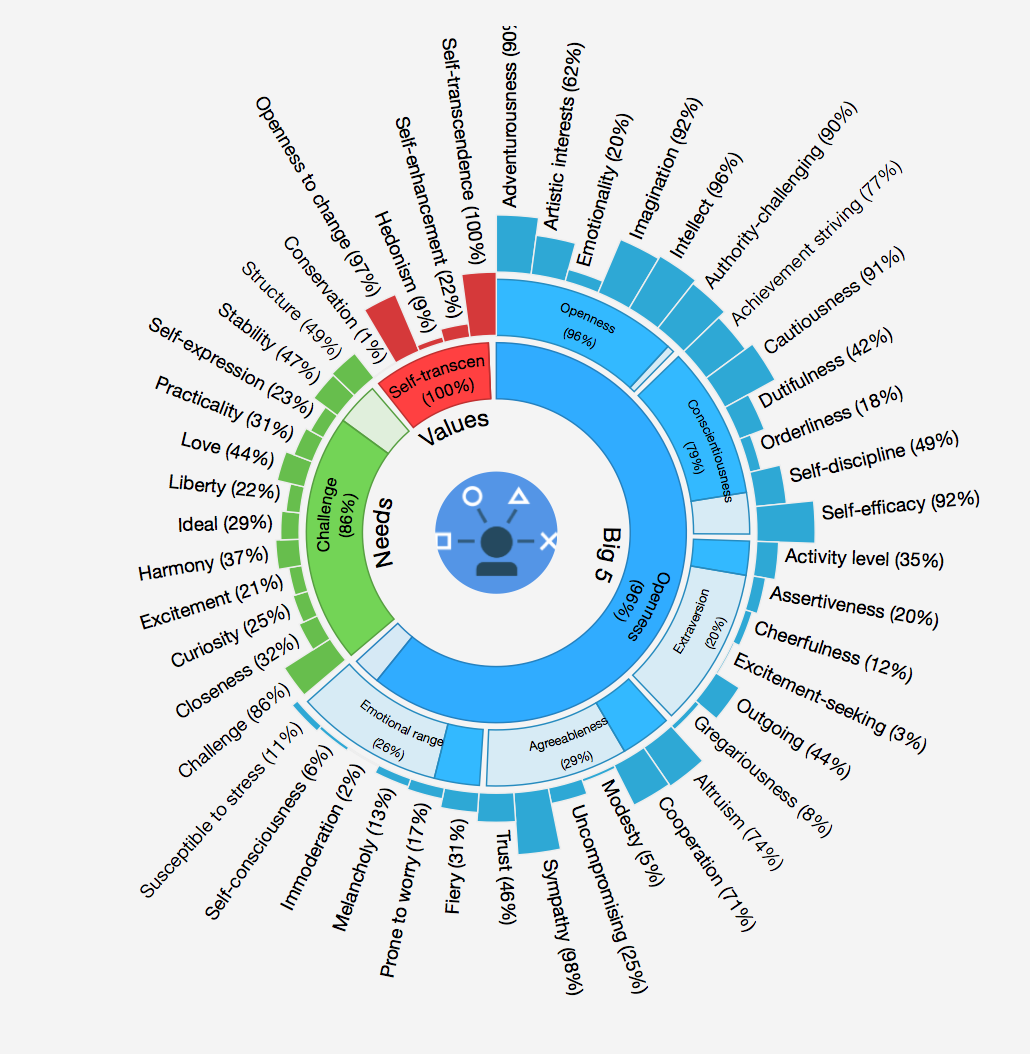 Adventurousness (90%
Artistic interests (62%)
Emotionality (20%)
Imagination (92%)
Intellect (96%)
Authority-challenging (90%)
Achievement striving (77%)
Cautiousness (91%)
Dutifulness (42%)
Orderliness (18%)
Self-discipline (49%)
Self-efficacy (92%)
Activity level (35%)
Assertiveness (20%)
Cheerfulness (12%)
Excitement-seeking (3%)
Outgoing (44%)
Gregariousness (8%)
Altruism (74%)
Cooperation (71%)
Modesty (5%)
Uncompromising (25%)
Sympathy (98%)
Trust (46%)
Fiery (31%)
Prone to worry (17%)
Melancholy (13%)
Immoderation (2%)
Self-consciousness (6%)
Susceptible to stress (11%)
Challenge (86%)
Closeness (32%)
Curiosity (25%)
Excitement (21%)
Harmony (37%)
Ideal (29%)
Liberty (22%)
Love (44%)
Practicality (31%)
Self-expression (23%)
Stability (47%)
Structure (49%)
Conservation (1%)
Openness to change (97%)
Hedonism (9%)
Self-enhancement (22%)
Self-transcendence (100%)
Openness
(96%)
Conscientiousness
(79%)
Extraversion
(20%)
Agreeableness
(29%)
Emotional range
(26%)
Challenge
(86%)
Self-transcen
(100%)
Openness
(96%)
Values
Needs
Big 5